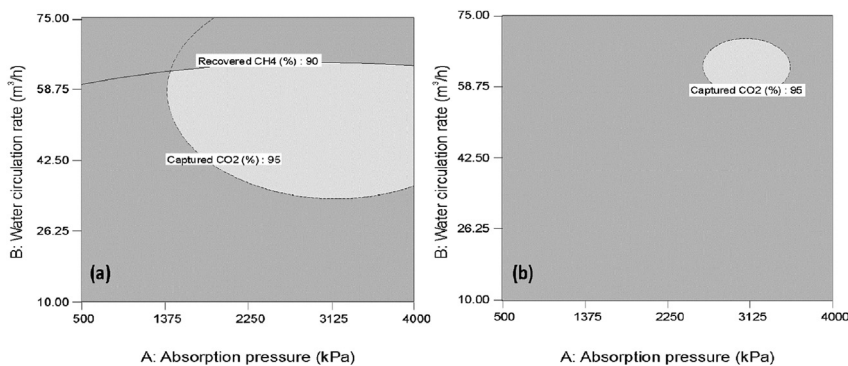 75.00
Recovered CH4 (%) : 90
58.75
Captured CO2 (%) : 95
42.50
26.25
10.00
B: Water circulation rate (m³/h)
(a)
500 1375 2250 3125 4000
A: Absorption pressure (kPa)
75.00
58.75
Captured CO2 (%) : 95
42.50
26.25
10.00
B: Water circulation rate (m³/h)
(b)
500 1375 2250 3125 4000
A: Absorption pressure (kPa)